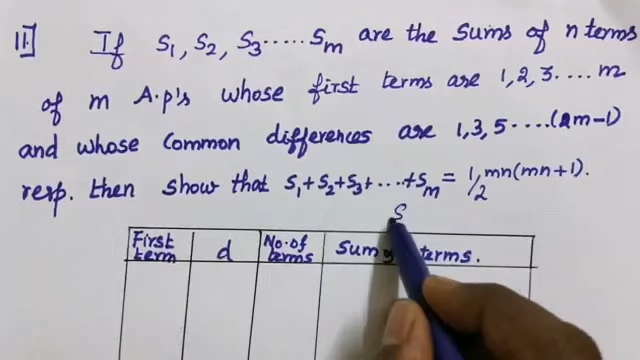 11.] If S₁, S₂, S₃ ..... Sₘ are the sums of n terms
of m A.p's whose first terms are 1, 2, 3 .... m
and whose common differences are 1, 3, 5 ....(2m-1)
resp. then show that S₁+S₂+S₃+ ....+Sₘ = 1/2 mn(mn+1).
S
First term d No. of terms Sum terms.